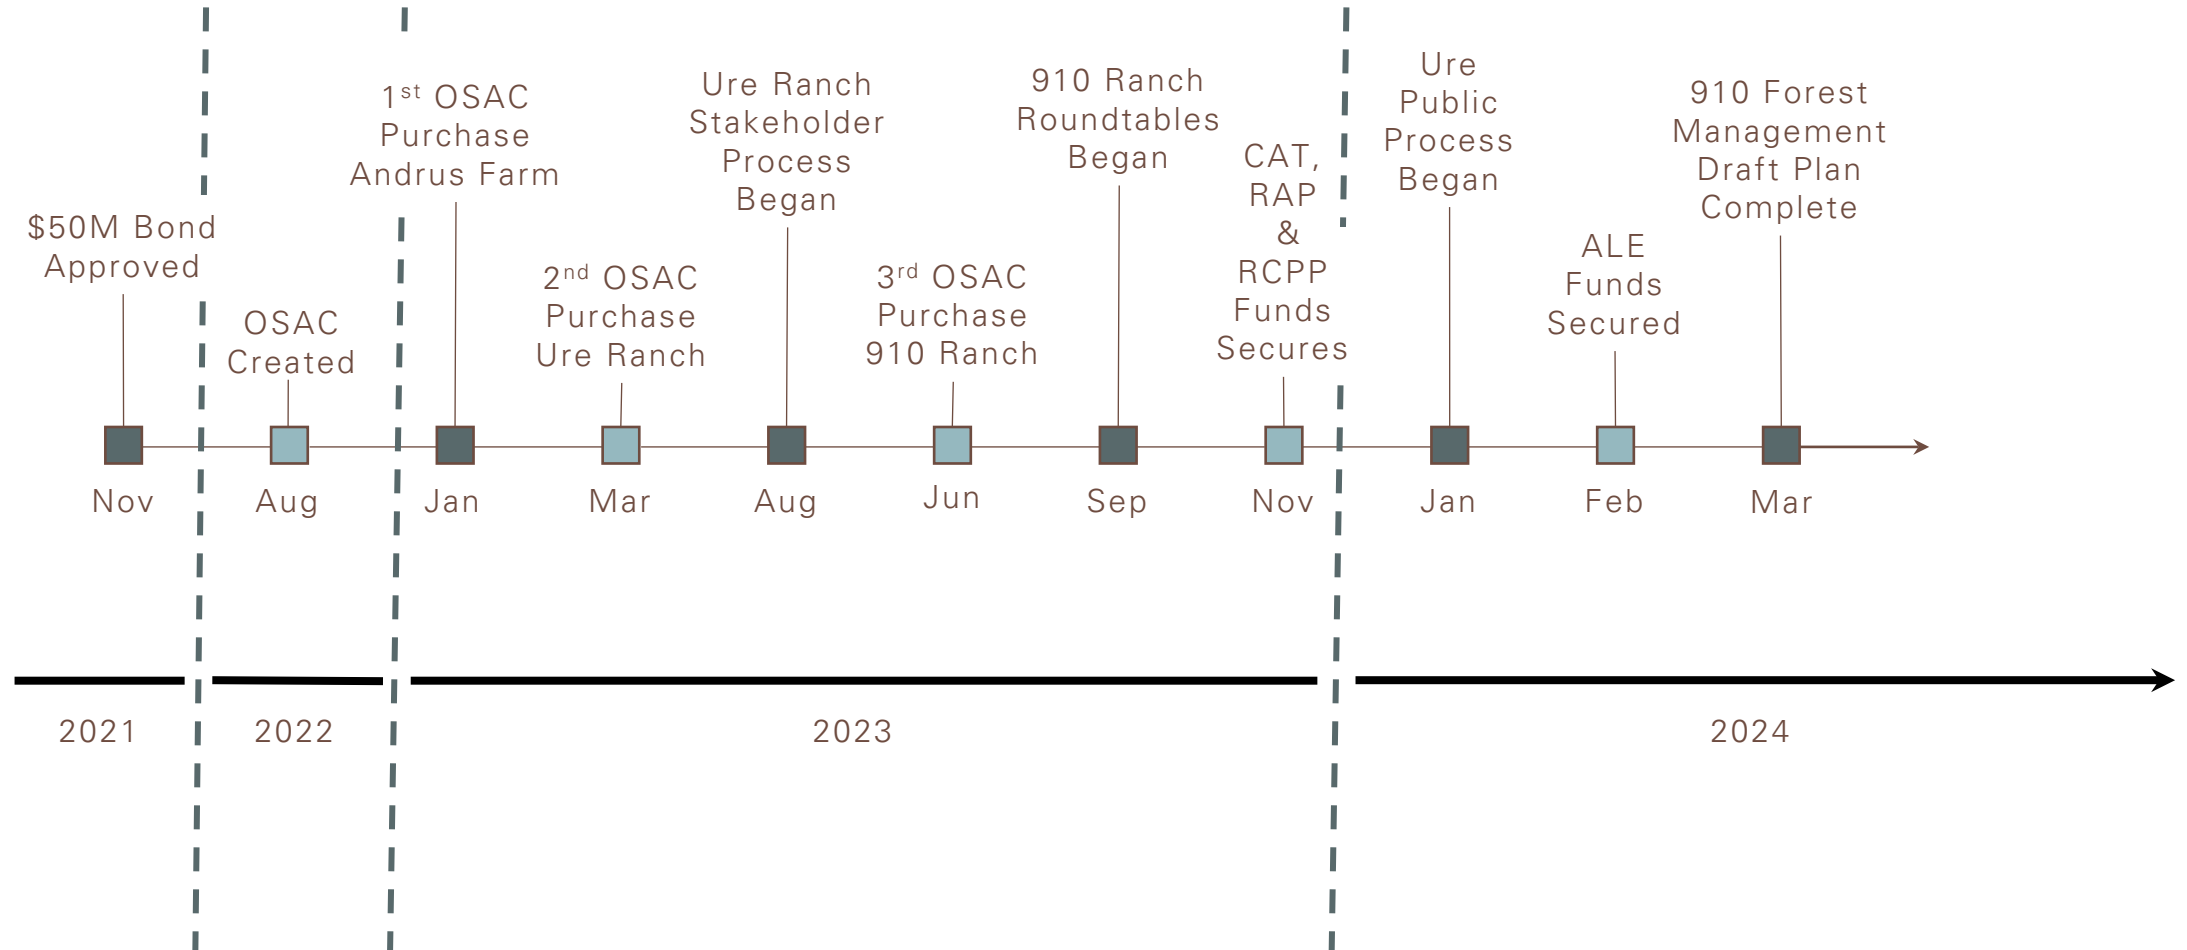 $50M Bond
Approved
OSAC
Created
1st OSAC
Purchase
Andrus Farm
2nd OSAC
Purchase
Ure Ranch
Ure Ranch
Stakeholder
Process
Began
3rd OSAC
Purchase
910 Ranch
910 Ranch
Roundtables
Began
CAT,
RAP
&
RCPP
Funds
Secures
Ure
Public
Process
Began
ALE
Funds
Secured
910 Forest
Management
Draft Plan
Complete
Nov
Aug
Jan
Mar
Aug
Jun
Sep
Nov
Jan
Feb
Mar
2021
2022
2023
2024